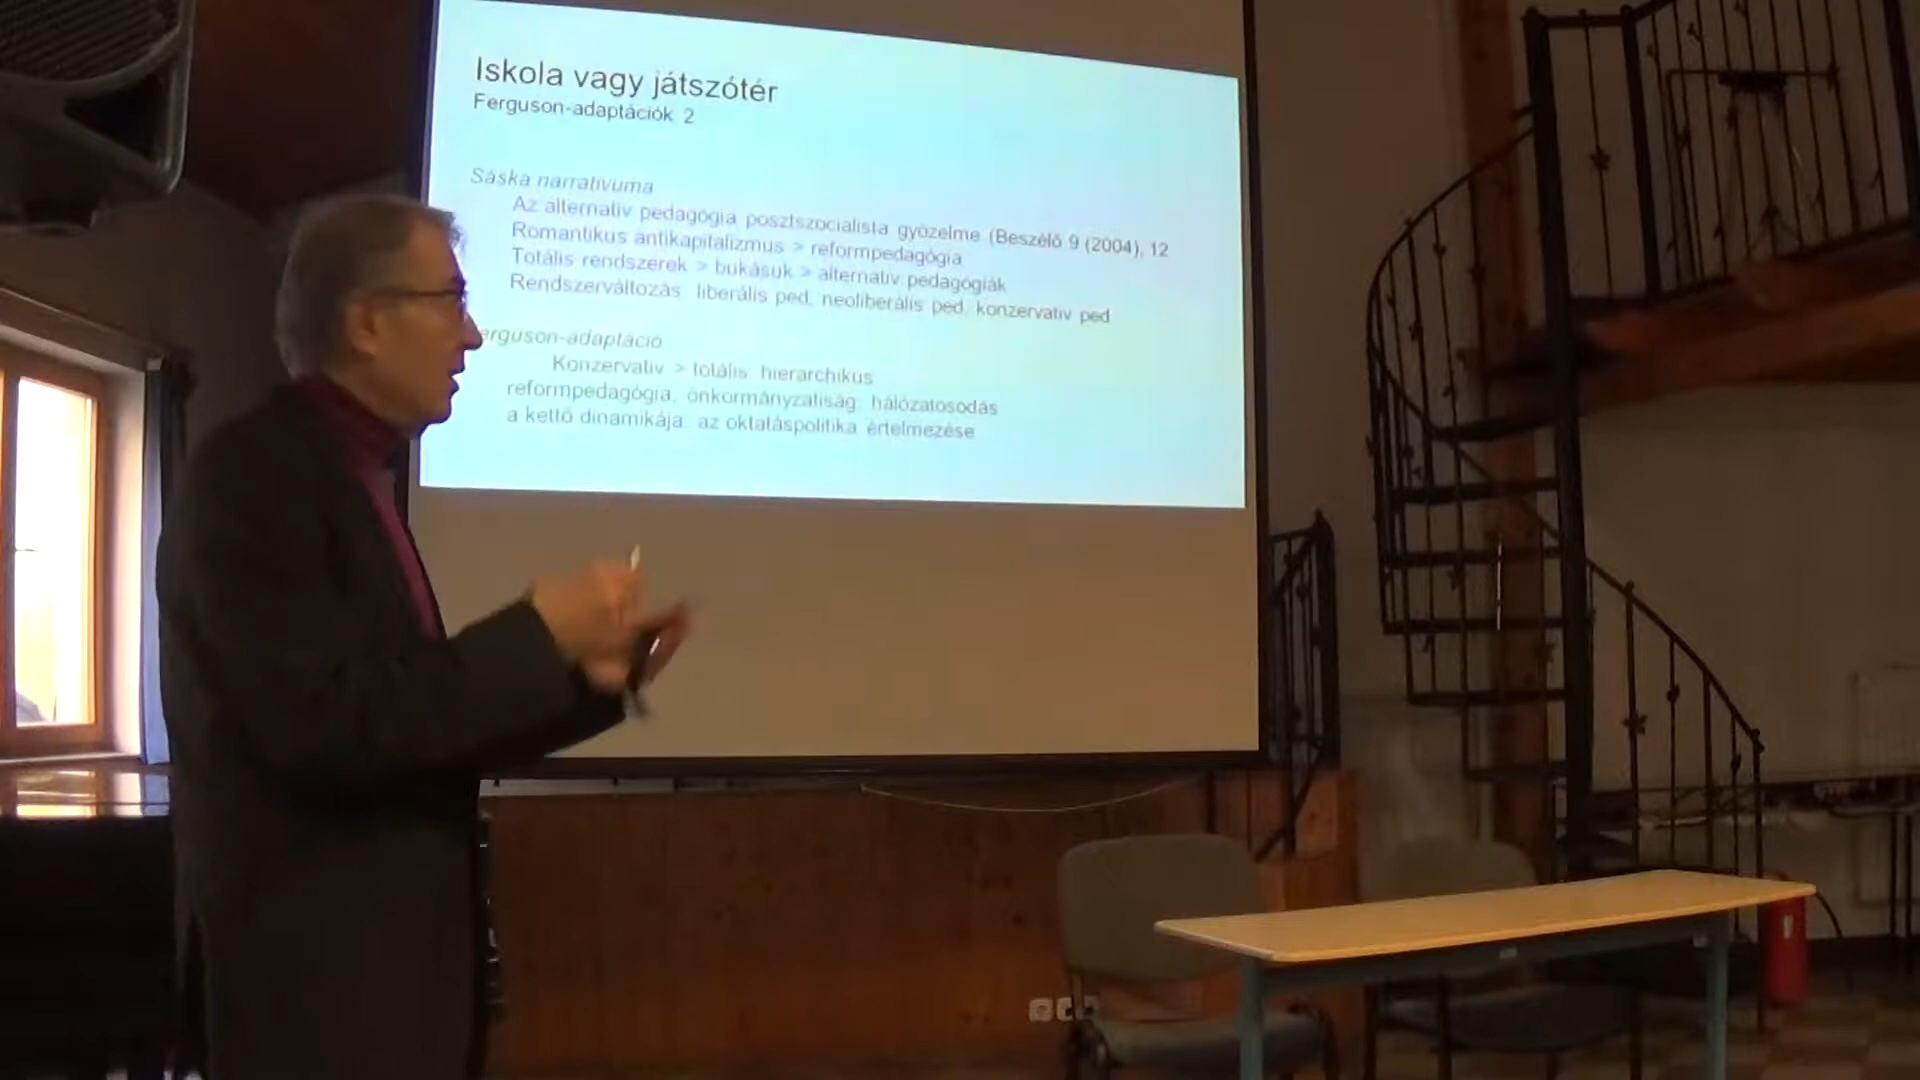 Iskola vagy játszótér
Ferguson-adaptációk 2
Sáska narratívuma
Az alternatív pedagógia posztszocialista győzelme (Beszélő 9 (2004), 12
Romantikus antikapitalizmus > reformpedagógia
Totális rendszerek > bukásuk > alternatív pedagógiák
Rendszerváltozás: liberális ped, neoliberális ped, konzervatív ped
erguson-adaptáció
Konzervatív > totális: hierarchikus
reformpedagógia, önkormányzatiság: hálózatosodás
a kettő dinamikája: az oktatáspolitika értelmezése